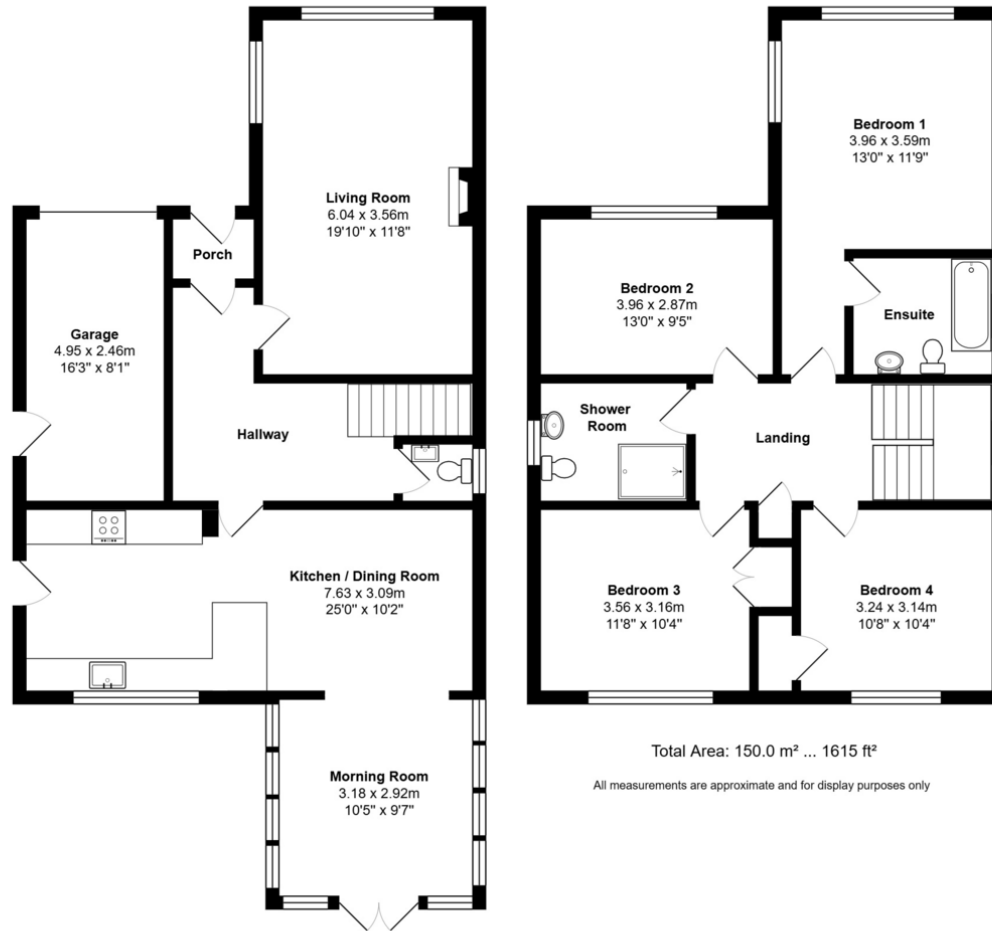 Living Room
6.04 x 3.56m
19'10" x 11'8"
Porch
Garage
4.95 x 2.46m
16'3" x 8'1"
Hallway
Kitchen / Dining Room
7.63 x 3.09m
25'0" x 10'2"
Morning Room
3.18 x 2.92m
10'5" x 9'7"
Bedroom 1
3.96 x 3.59m
13'0" x 11'9"
Bedroom 2
3.96 x 2.87m
13'0" x 9'5"
Ensuite
Shower
Room
Landing
Bedroom 3
3.56 x 3.16m
11'8" x 10'4"
Bedroom 4
3.24 x 3.14m
10'8" x 10'4"
Total Area: 150.0 m² ... 1615 ft²
All measurements are approximate and for display purposes only